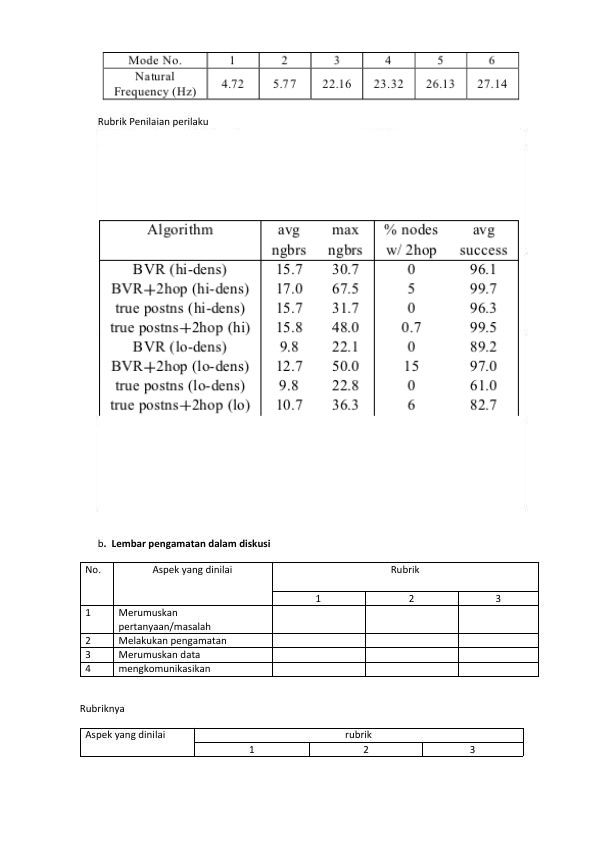 Mode No. 1 2 3 4 5 6
Natural
Frequency (Hz) 4.72 5.77 22.16 23.32 26.13 27.14
Rubrik Penilaian perilaku
Algorithm avg max % nodes avg
ngbrs ngbrs w/ 2hop success
BVR (hi-dens) 15.7 30.7 0 96.1
BVR+2hop (hi-dens) 17.0 67.5 5 99.7
true postns (hi-dens) 15.7 31.7 0 96.3
true postns+2hop (hi) 15.8 48.0 0.7 99.5
BVR (lo-dens) 9.8 22.1 0 89.2
BVR+2hop (lo-dens) 12.7 50.0 15 97.0
true postns (lo-dens) 9.8 22.8 0 61.0
true postns+2hop (lo) 10.7 36.3 6 82.7
b. Lembar pengamatan dalam diskusi
No. Aspek yang dinilai Rubrik
1 2 3
1 Merumuskan
pertanyaan/masalah
2 Melakukan pengamatan
3 Merumuskan data
4 mengkomunikasikan
Rubriknya
Aspek yang dinilai rubrik
1 2 3